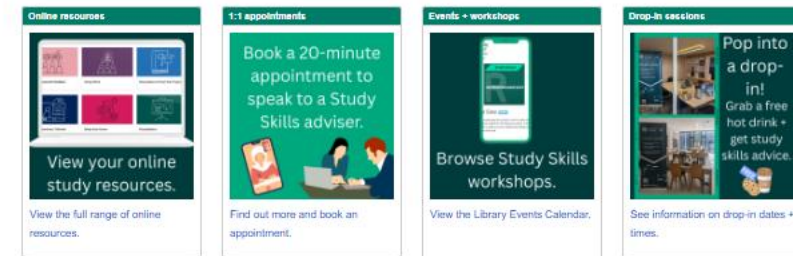 Online resources
View your online
study resources.
View the full range of online
resources.
1:1 appointments
Book a 20-minute
appointment to
speak to a Study
Skills adviser.
Find out more and book an
appointment.
Events + workshops
Browse Study Skills
workshops.
View the Library Events Calendar.
Drop-in sessions
Pop into
a drop-
in!
Grab a free
hot drink +
get study
skills advice.
See information on drop-in dates +
times.